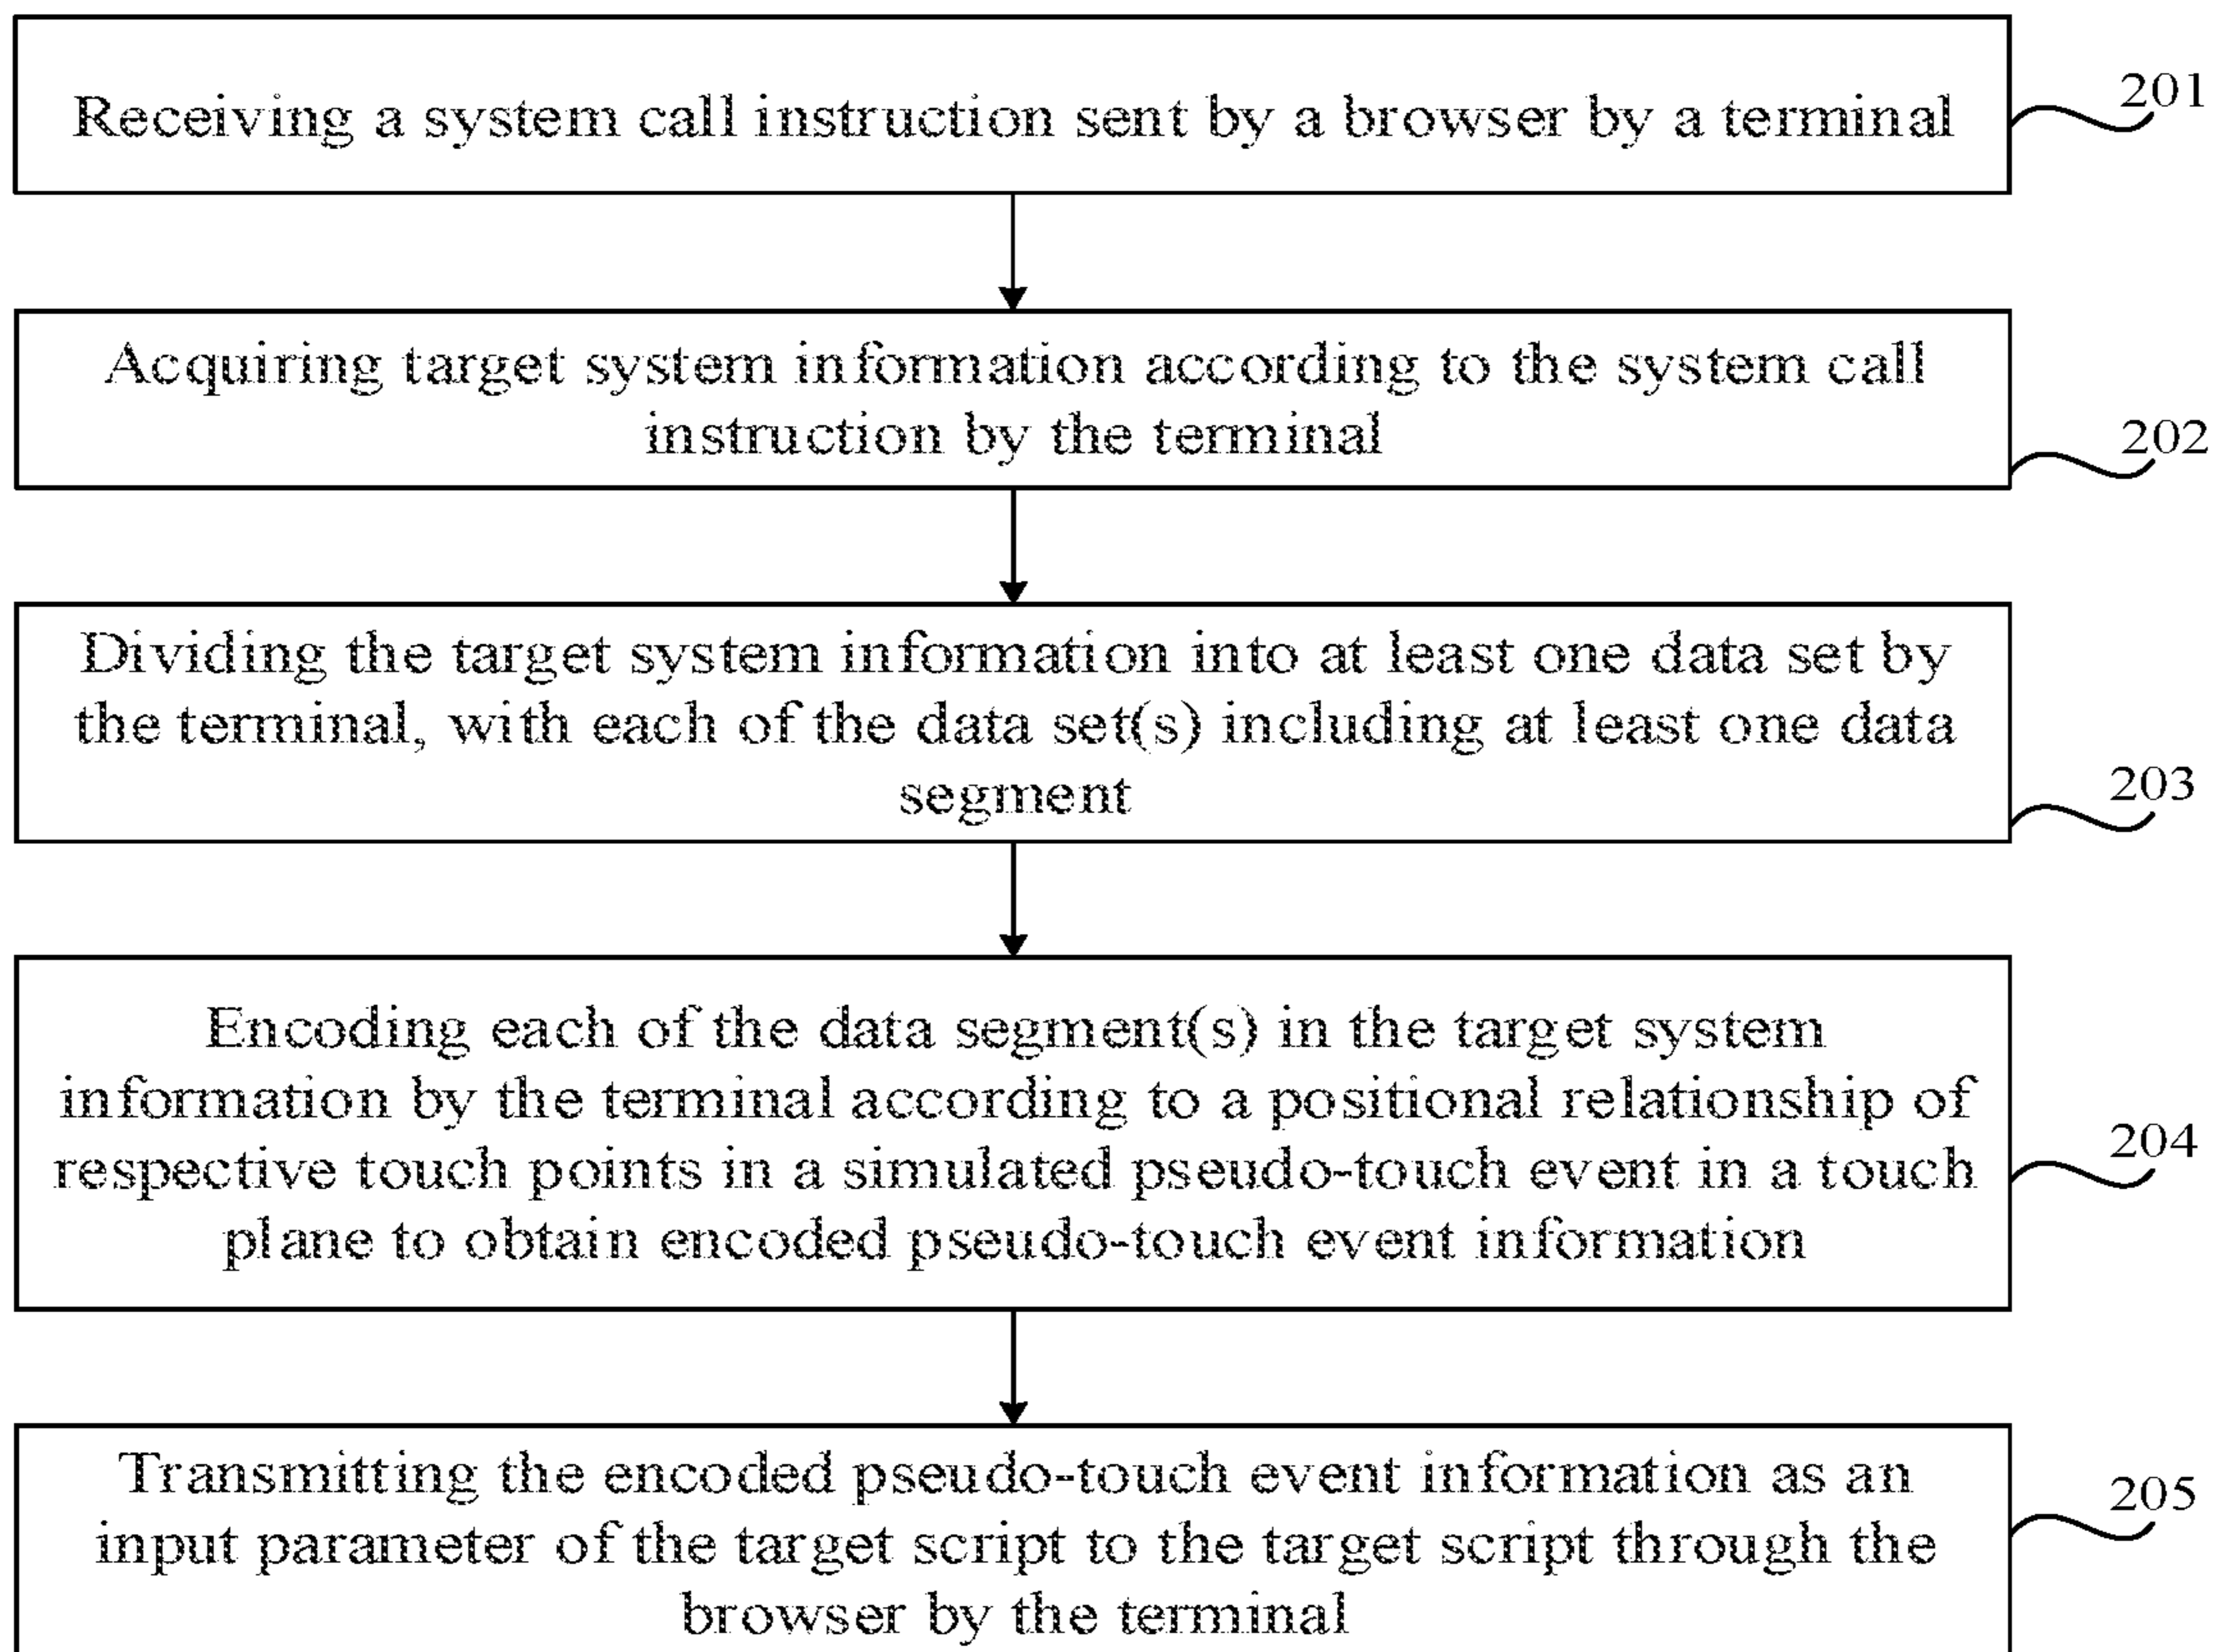 Receiving a system call instruction sent by a browser by a terminal
201
Acquiring target system information according to the system call
instruction by the terminal
202
Dividing the target system information into at least one data set by
the terminal, with each of the data set(s) including at least one data
segment
203
Encoding each of the data segment(s) in the target system
information by the terminal according to a positional relationship of
respective touch points in a simulated pseudo-touch event in a touch
plane to obtain encoded pseudo-touch event information
204
Transmitting the encoded pseudo-touch event information as an
input parameter of the target script to the target script through the
browser by the terminal
205